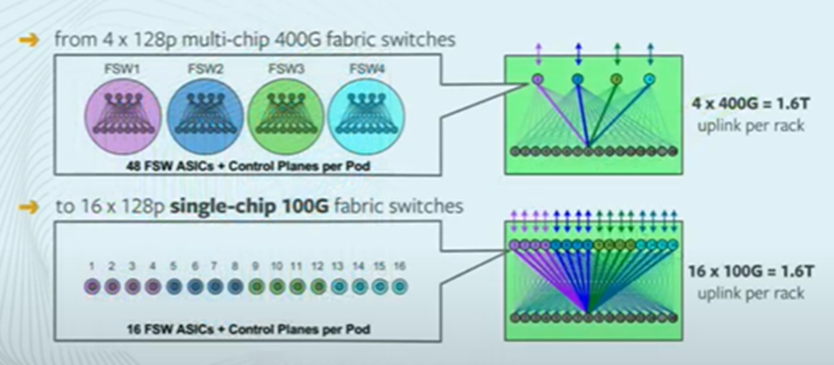 from 4 x 128p multi-chip 400G fabric switches
FSW1 FSW2 FSW3 FSW4
48 FSW ASICs + Control Planes per Pod
4 x 400G = 1.6T
uplink per rack
to 16 x 128p single-chip 100G fabric switches
1 2 3 4 5 6 7 8 9 10 11 12 13 14 15 16
16 FSW ASICs + Control Planes per Pod
16 x 100G = 1.6T
uplink per rack